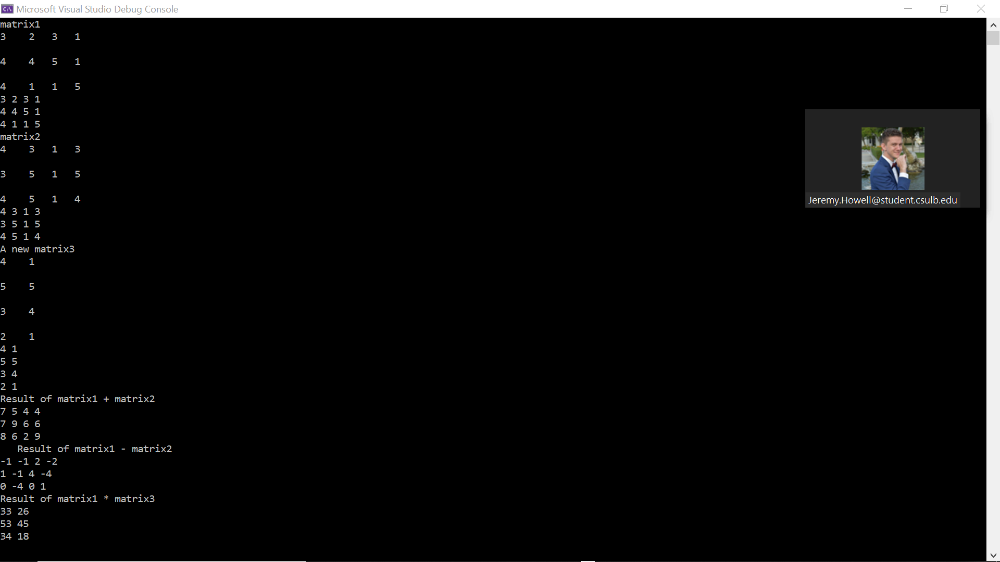 Microsoft Visual Studio Debug Console
matrix1
3    2   3   1
4    4   5   1
4    1   1   5
3 2 3 1
4 4 5 1
4 1 1 5
matrix2
4    3   1   3
3    5   1   5
4    5   1   4
4 3 1 3
3 5 1 5
4 5 1 4
A new matrix3
4    1
5    5
3    4
2    1
4 1
5 5
3 4
2 1
Result of matrix1 + matrix2
7 5 4 4
7 9 6 6
8 6 2 9
   Result of matrix1 - matrix2
-1 -1 2 -2
1 -1 4 -4
0 -4 0 1
Result of matrix1 * matrix3
33 26
53 45
34 18
Jeremy.Howell@student.csulb.edu